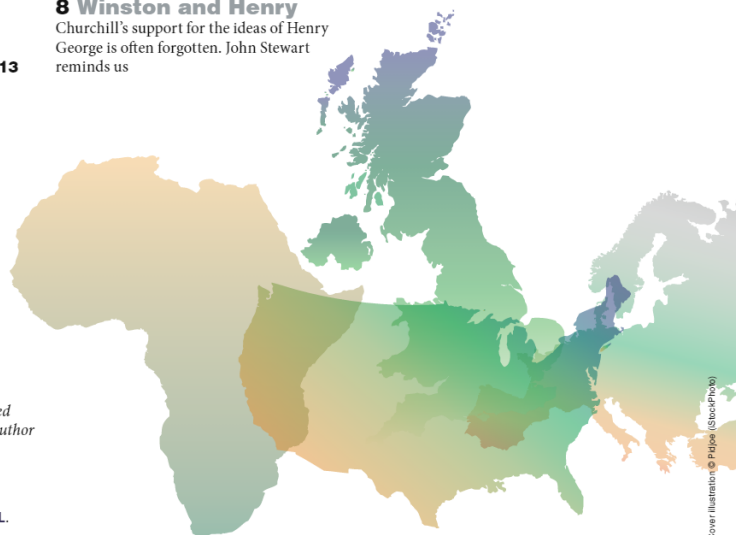 8 Winston and Henry
Churchill’s support for the ideas of Henry
George is often forgotten. John Stewart
reminds us
13
ed
uthor
L.
over illustration © Pidjoe (iStockPhoto)